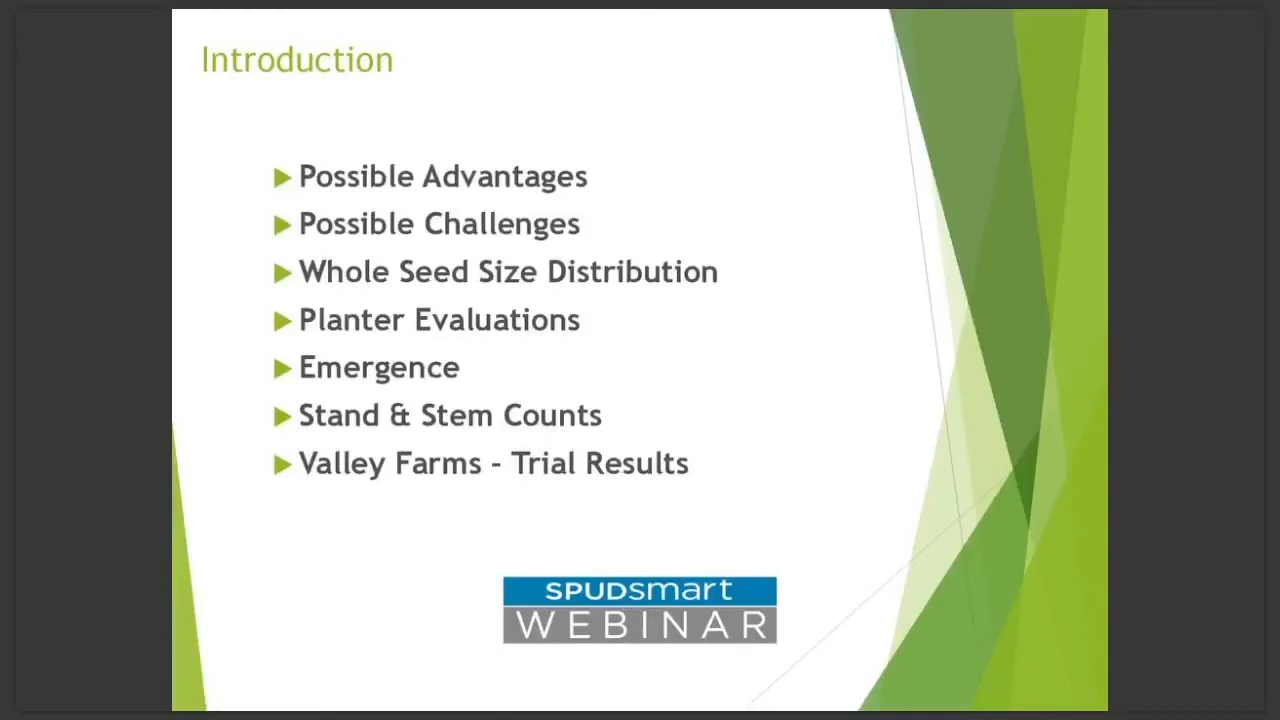 Introduction
Possible Advantages
Possible Challenges
Whole Seed Size Distribution
Planter Evaluations
Emergence
Stand & Stem Counts
Valley Farms - Trial Results
SPUDsmart
WEBINAR